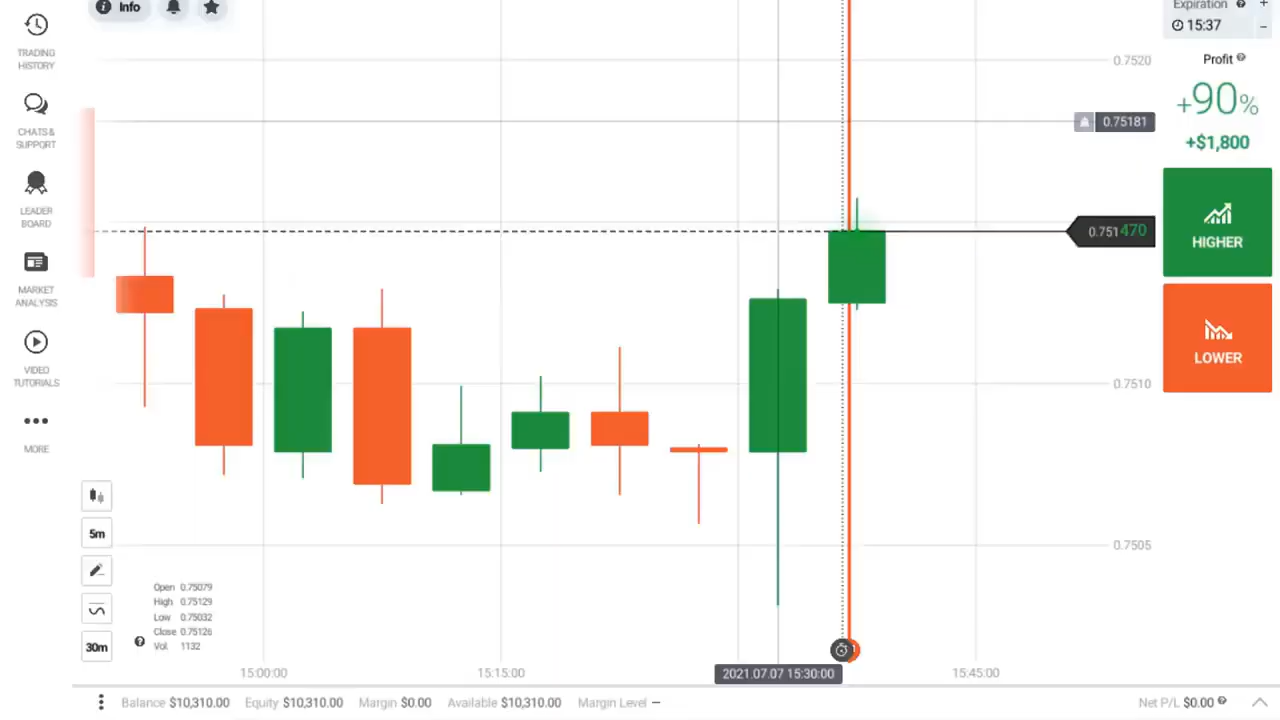 Info
TRADING
HISTORY
CHATS &
SUPPORT
LEADER
BOARD
MARKET
ANALYSIS
VIDEO
TUTORIALS
MORE
5m
30m
Open 0.75079
High 0.75129
Low 0.75032
Close 0.75126
Vol. 1132
0.7520
0.75181
0.751470
0.7510
0.7505
15:00:00
15:15:00
2021.07.07 15:30:00
15:45:00
Expiration
15:37
Profit
+90%
+$1,800
HIGHER
LOWER
Balance $10,310.00 Equity $10,310.00 Margin $0.00 Available $10,310.00 Margin Level –
Net P/L $0.00